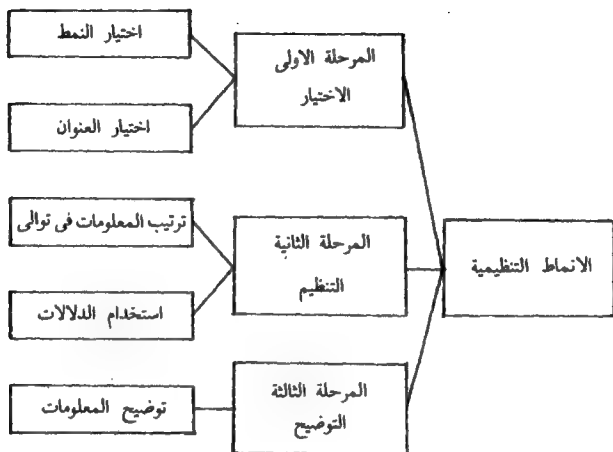 الانماط التنظيمية
المرحلة الاولى
الاختيار
اختيار النمط
اختيار العنوان
المرحلة الثانية
التنظيم
ترتيب المعلومات فى توالى
استخدام الدلالات
المرحلة الثالثة
التوضيح
توضيح المعلومات